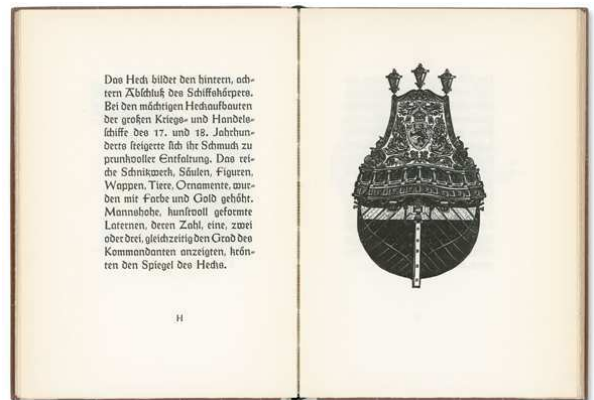 Das Heck bildet den hintern, ach-
tern Abschluß des Schiffskörpers.
Bei den mächtigen Heckaufbauten
der großen Kriegs- und Handels-
schiffe des 17. und 18. Jahrhun-
derts steigerte sich ihr Schmuck zu
prunkvoller Entfaltung. Das rei-
che Schnitzwerk, Säulen, Figuren,
Wappen, Tiere, Ornamente, wur-
den mit Farbe und Gold gehöht.
Mannshohe, kunstvoll geformte
Laternen, deren Zahl, eine, zwei
oder drei, gleichzeitig den Grad des
Kommandanten anzeigten, krön-
ten den Spiegel des Hecks.
H